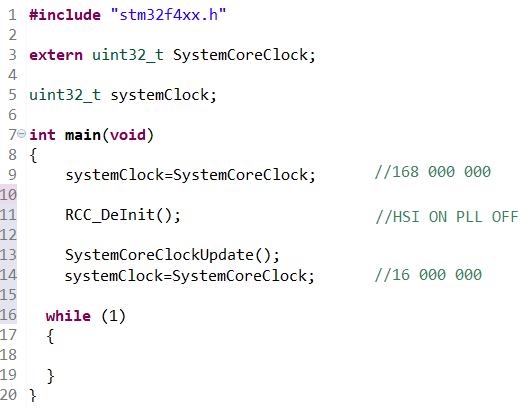 1 #include "stm32f4xx.h"
2
3 extern uint32_t SystemCoreClock;
4
5 uint32_t systemClock;
6
7 int main(void)
8 {
9 systemClock=SystemCoreClock; //168 000 000
10
11 RCC_DeInit(); //HSI ON PLL OFF
12
13 SystemCoreClockUpdate();
14 systemClock=SystemCoreClock; //16 000 000
15
16 while (1)
17 {
18
19 }
20 }